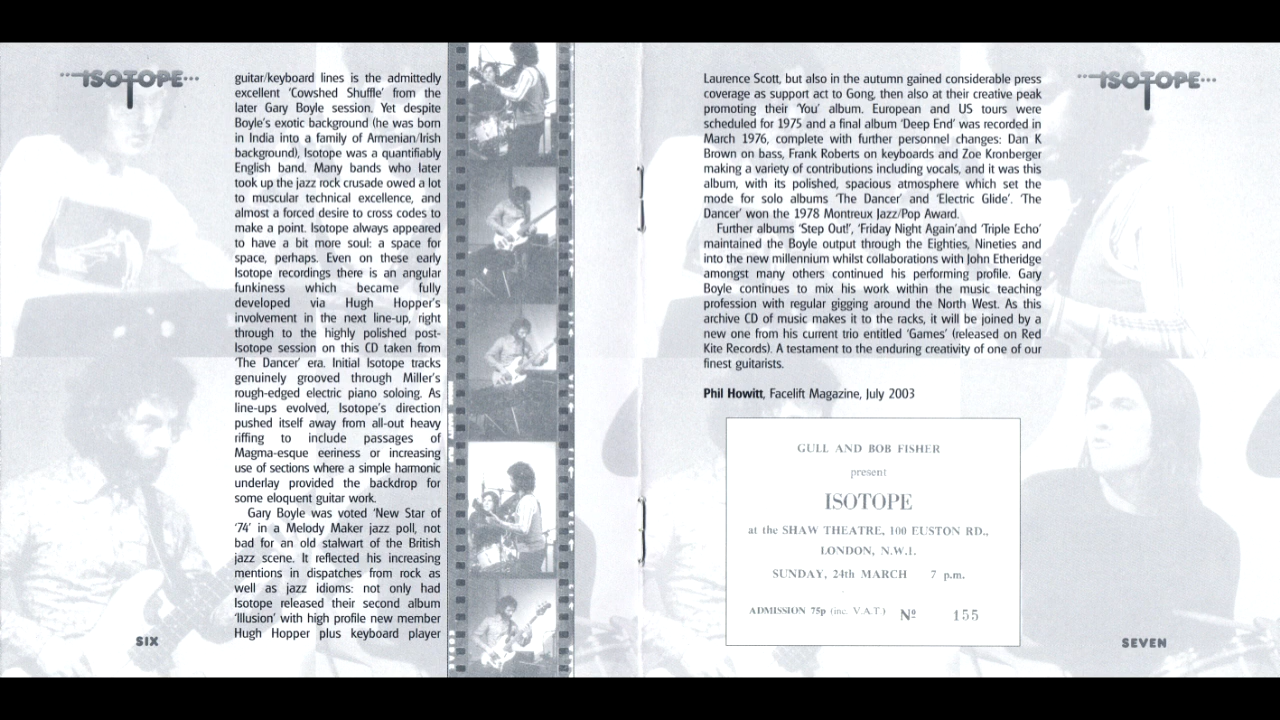 ISOTOPE
guitar/keyboard lines is the admittedly
excellent 'Cowshed Shuffle' from the
later Gary Boyle session. Yet despite
Boyle's exotic background (he was born
in India into a family of Armenian/Irish
background), Isotope was a quantifiably
English band. Many bands who later
took up the jazz rock crusade owed a lot
to muscular technical excellence, and
almost a forced desire to cross codes to
make a point. Isotope always appeared
to have a bit more soul: a space for
space, perhaps. Even on these early
Isotope recordings there is an angular
funkiness which became fully
developed via Hugh Hopper's
involvement in the next line-up, right
through to the highly polished post-
Isotope session on this CD taken from
'The Dancer' era. Initial Isotope tracks
genuinely grooved through Miller's
rough-edged electric piano soloing. As
line-ups evolved, Isotope's direction
pushed itself away from all-out heavy
riffing to include passages of
Magma-esque eeriness or increasing
use of sections where a simple harmonic
underlay provided the backdrop for
some eloquent guitar work.
Gary Boyle was voted 'New Star of
'74' in a Melody Maker jazz poll, not
bad for an old stalwart of the British
jazz scene. It reflected his increasing
mentions in dispatches from rock as
well as jazz idioms: not only had
Isotope released their second album
'Illusion' with high profile new member
Hugh Hopper plus keyboard player
SIX
ISOTOPE
Laurence Scott, but also in the autumn gained considerable press
coverage as support act to Gong, then also at their creative peak
promoting their 'You' album. European and US tours were
scheduled for 1975 and a final album 'Deep End' was recorded in
March 1976, complete with further personnel changes: Dan K
Brown on bass, Frank Roberts on keyboards and Zoe Kronberger
making a variety of contributions including vocals, and it was this
album, with its polished, spacious atmosphere which set the
mode for solo albums 'The Dancer' and 'Electric Glide'. 'The
Dancer' won the 1978 Montreux Jazz/Pop Award.
Further albums 'Step Out!', 'Friday Night Again'and 'Triple Echo'
maintained the Boyle output through the Eighties, Nineties and
into the new millennium whilst collaborations with John Etheridge
amongst many others continued his performing profile. Gary
Boyle continues to mix his work within the music teaching
profession with regular gigging around the North West. As this
archive CD of music makes it to the racks, it will be joined by a
new one from his current trio entitled 'Games' (released on Red
Kite Records). A testament to the enduring creativity of one of our
finest guitarists.
Phil Howitt, Facelift Magazine, July 2003
GULL AND BOB FISHER
present
ISOTOPE
at the SHAW THEATRE, 100 EUSTON RD.,
LONDON, N.W.1.
SUNDAY, 24th MARCH 7 p.m.
ADMISSION 75p (inc. V.A.T) Nº 155
SEVEN